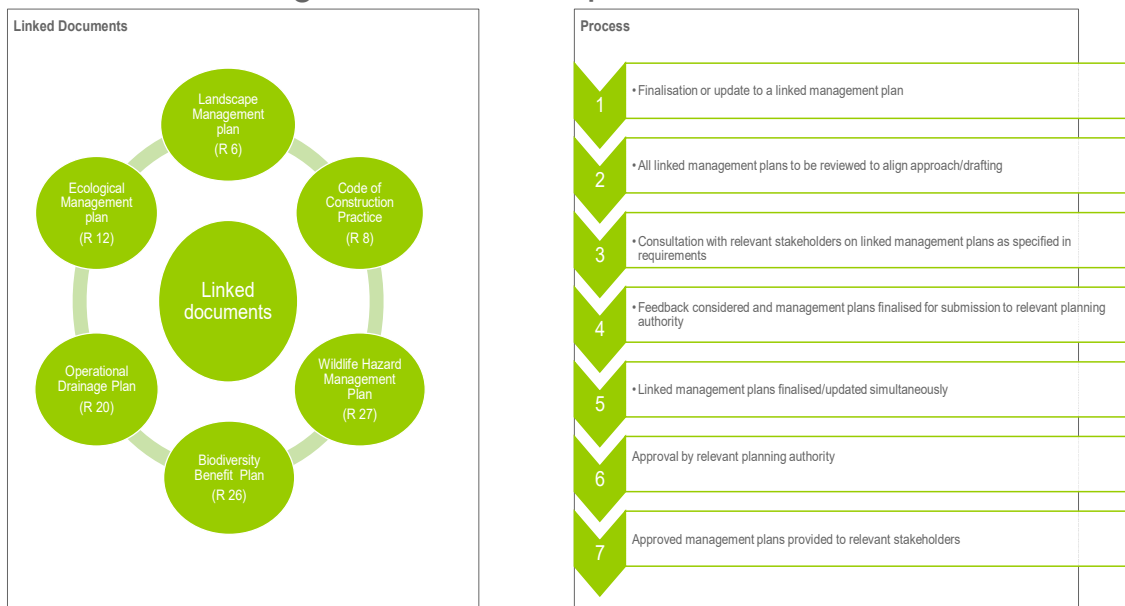 Linked Documents
Landscape
Management
plan
(R 6)
Code of
Construction
Practice
(R 8)
Wildlife Hazard
Management
Plan
(R 27)
Biodiversity
Benefit Plan
(R 26)
Operational
Drainage Plan
(R 20)
Ecological
Management
plan
(R 12)
Linked
documents
Process
1
• Finalisation or update to a linked management plan
2
• All linked management plans to be reviewed to align approach/drafting
3
• Consultation with relevant stakeholders on linked management plans as specified in
requirements
4
• Feedback considered and management plans finalised for submission to relevant planning
authority
5
• Linked management plans finalised/updated simultaneously
6
Approval by relevant planning authority
7
Approved management plans provided to relevant stakeholders